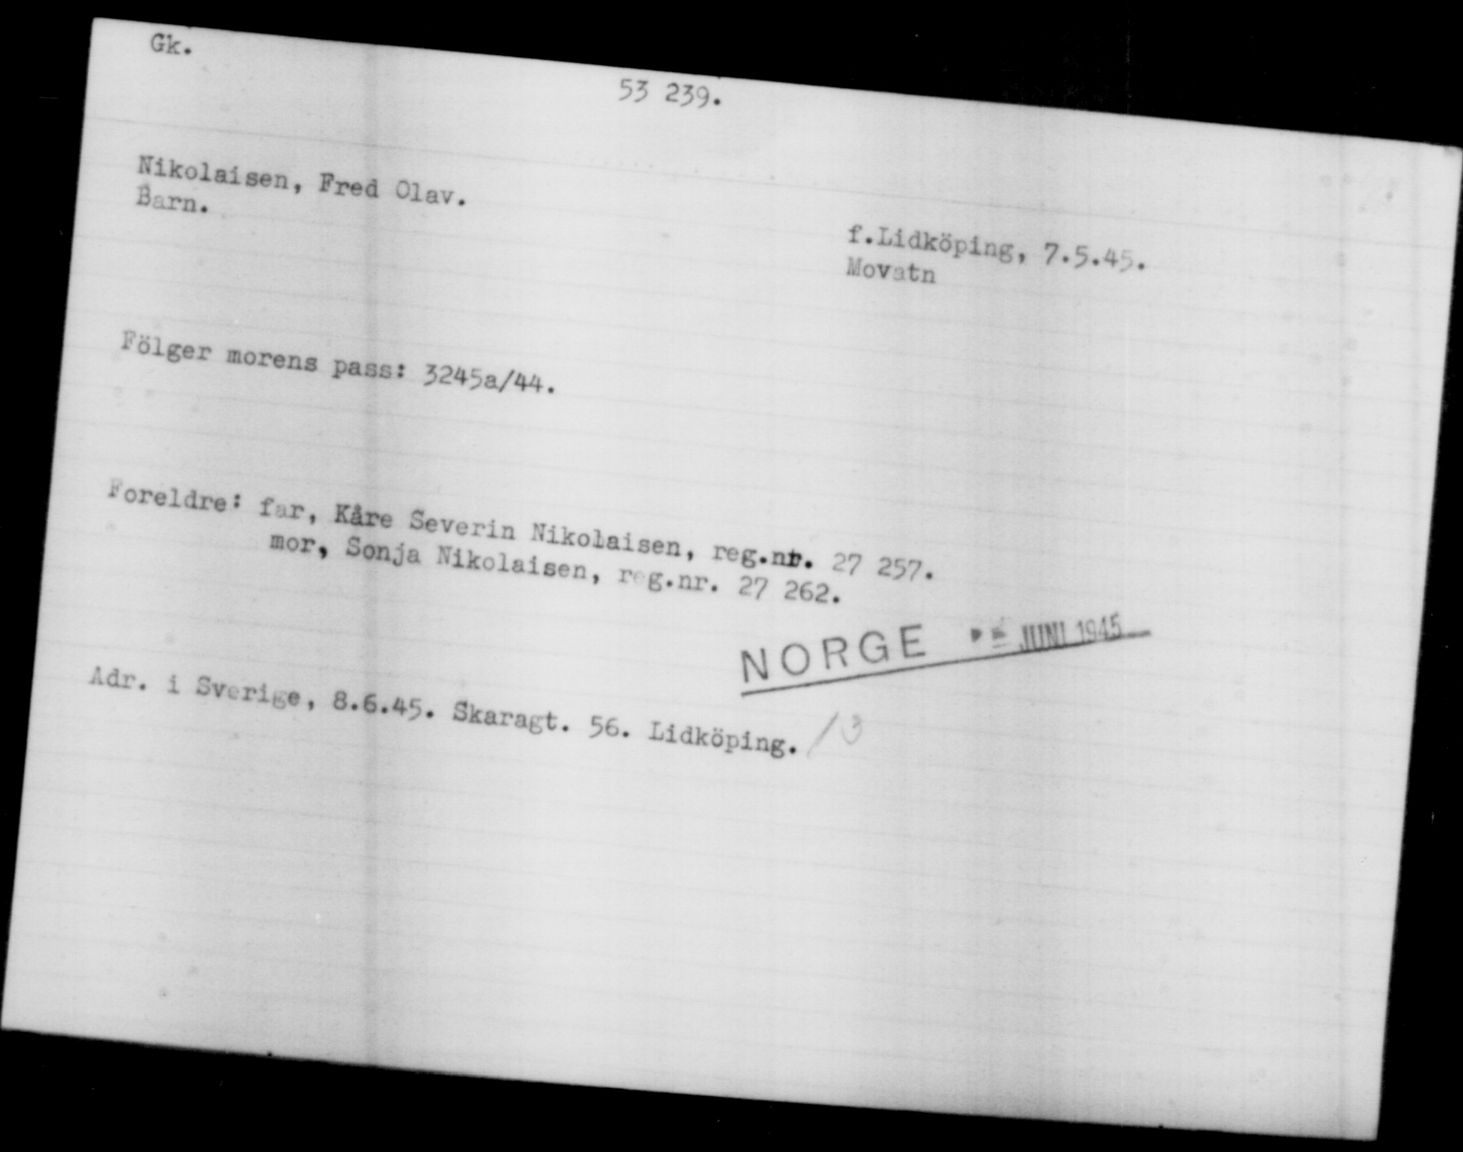 Gk.
53 239.
Nikolaisen, Fred Olav.
Barn.
f.Lidköping, 7.5.45.
Movatn
Fölger morens pass: 3245a/44.
Foreldre: far, Kåre Severin Nikolaisen, reg.nr. 27 257.
mor, Sonja Nikolaisen, reg.nr. 27 262.
NORGE JUNI 1945
Adr. i Sverige, 8.6.45. Skaragt. 56. Lidköping.